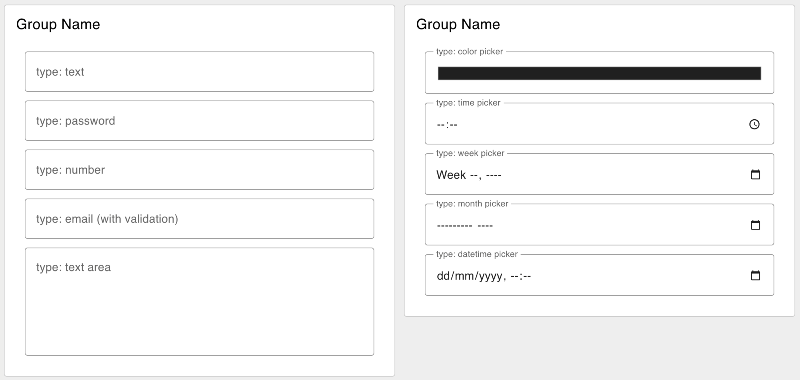 Group Name
type: text
type: password
type: number
type: email (with validation)
type: text area
Group Name
type: color picker
type: time picker
--:--
type: week picker
Week --, ----
type: month picker
--------- ----
type: datetime picker
dd/mm/yyyy, --:--